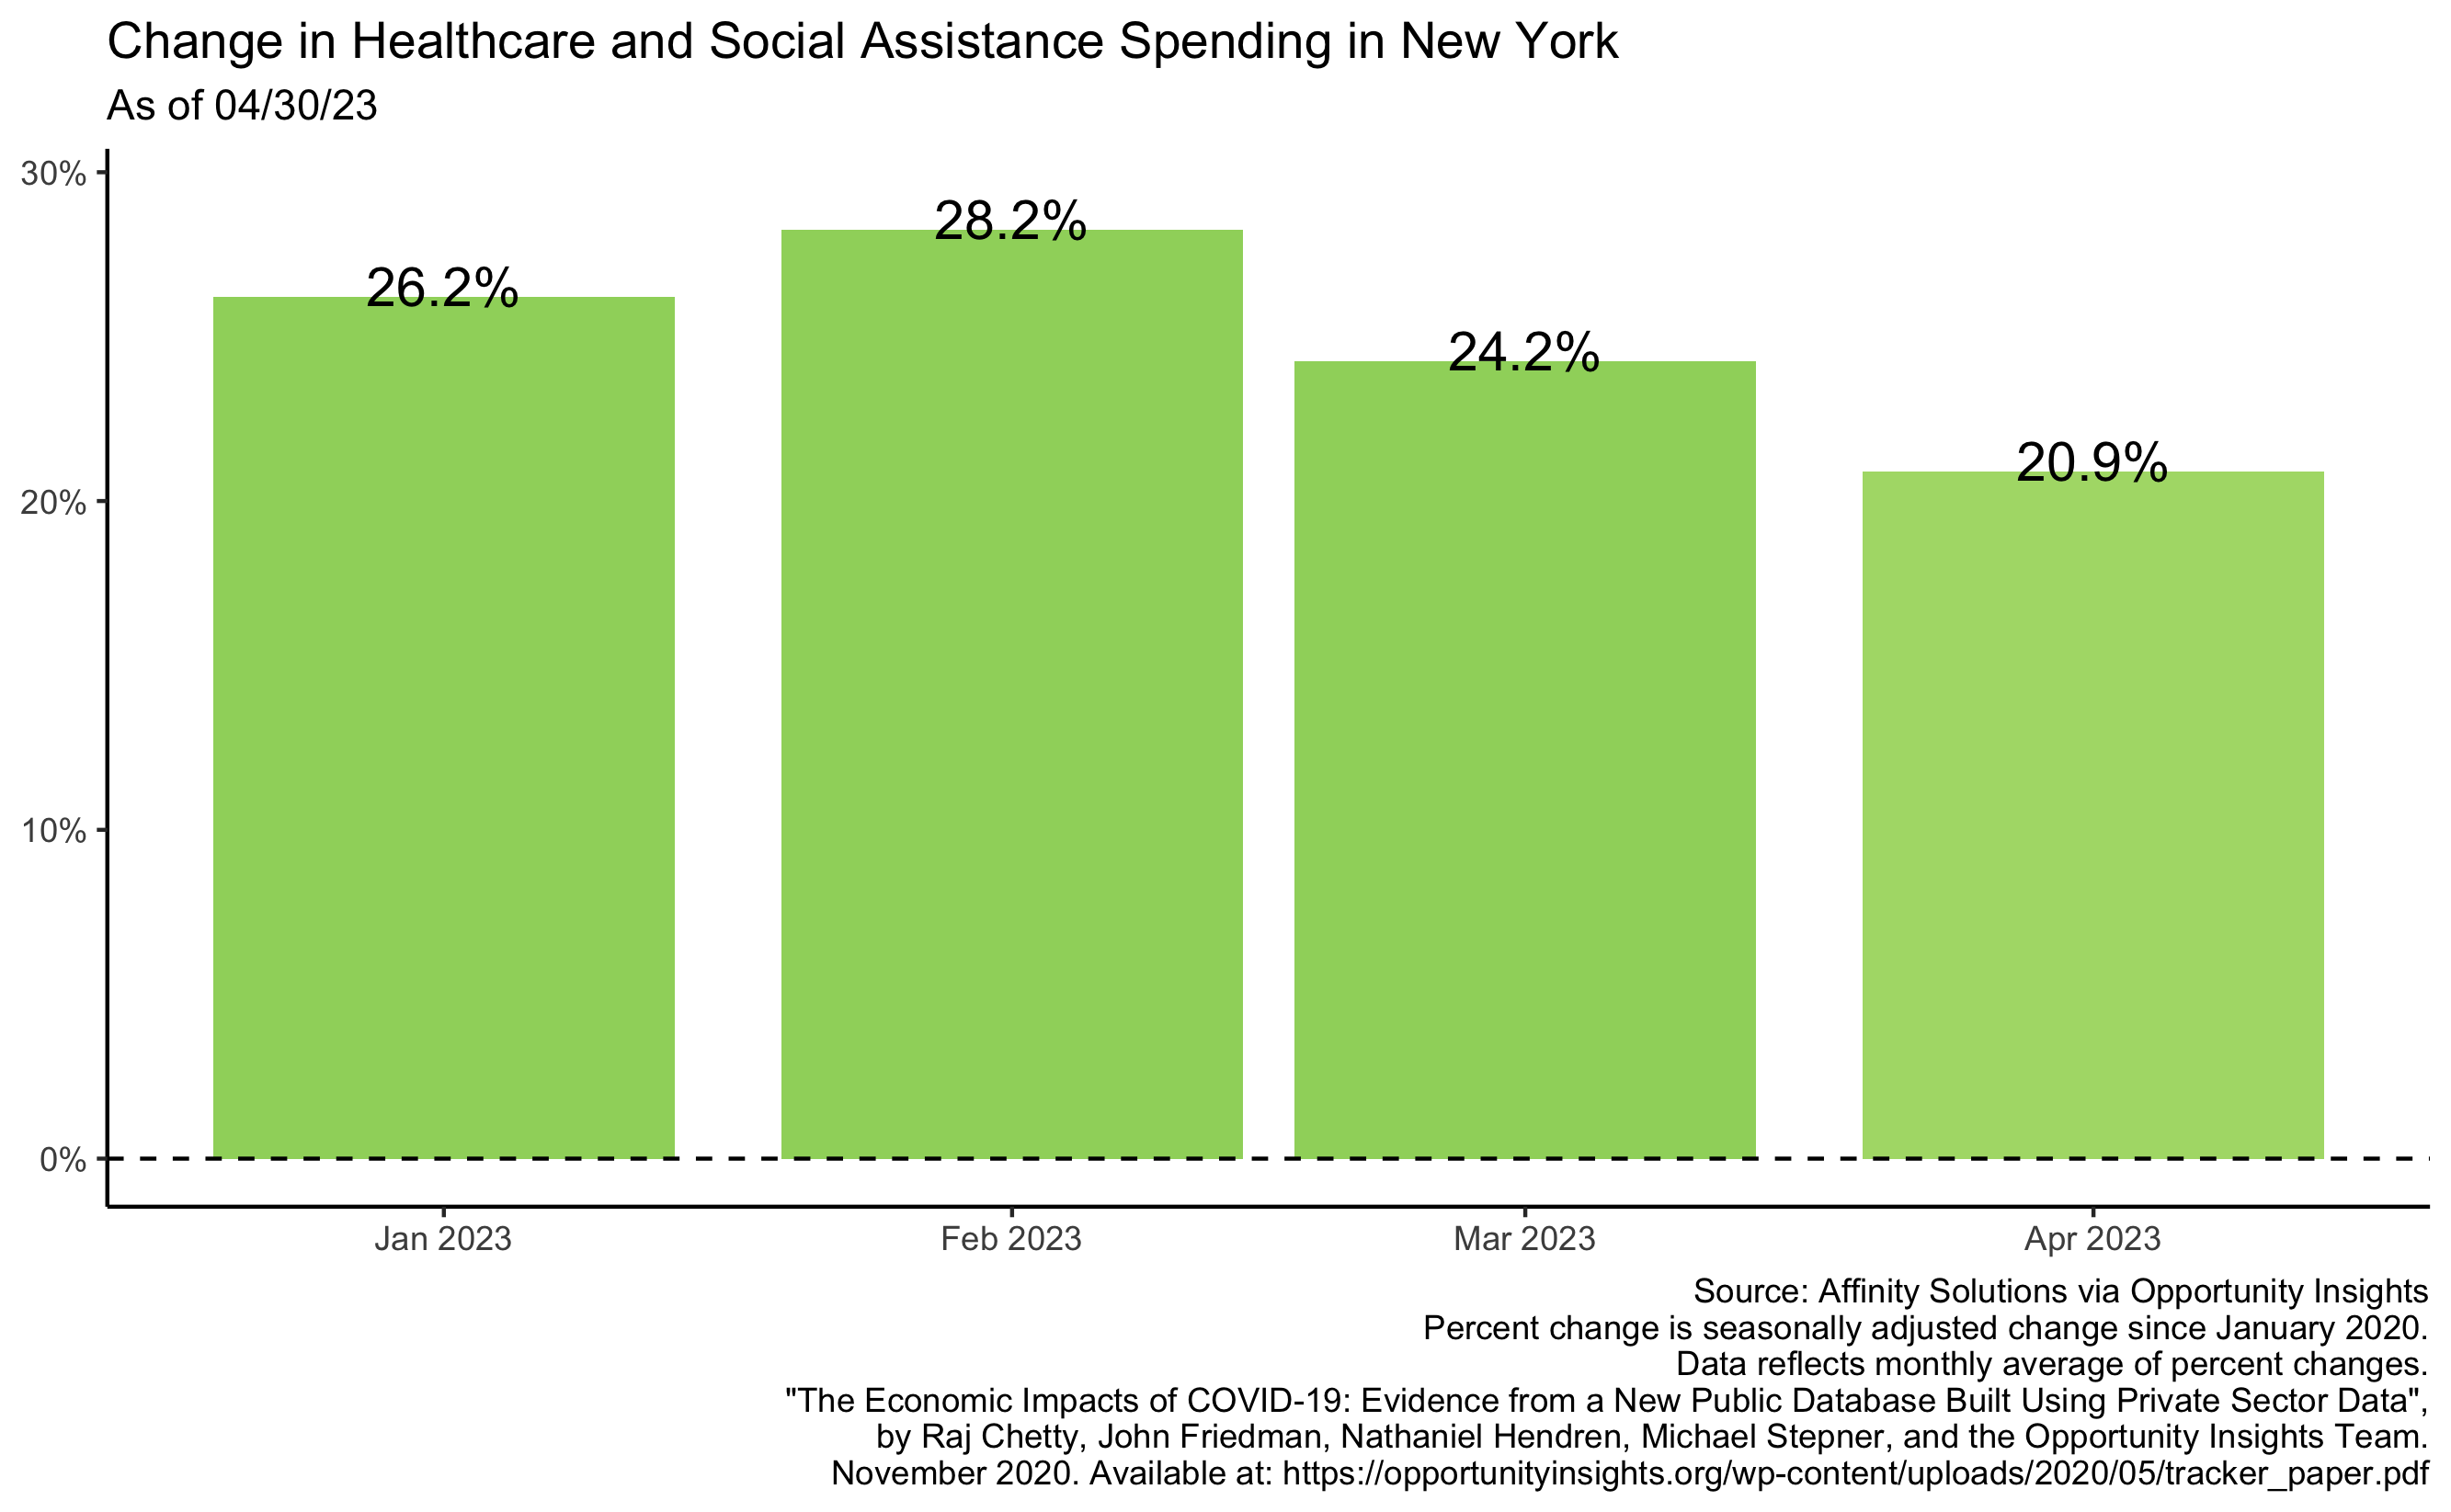 Change in Healthcare and Social Assistance Spending in New York
As of 04/30/23
30%
20%
10%
0%
26.2%
28.2%
24.2%
20.9%
Jan 2023
Feb 2023
Mar 2023
Apr 2023
Source: Affinity Solutions via Opportunity Insights
Percent change is seasonally adjusted change since January 2020.
Data reflects monthly average of percent changes.
"The Economic Impacts of COVID-19: Evidence from a New Public Database Built Using Private Sector Data",
by Raj Chetty, John Friedman, Nathaniel Hendren, Michael Stepner, and the Opportunity Insights Team.
November 2020. Available at: https://opportunityinsights.org/wp-content/uploads/2020/05/tracker_paper.pdf